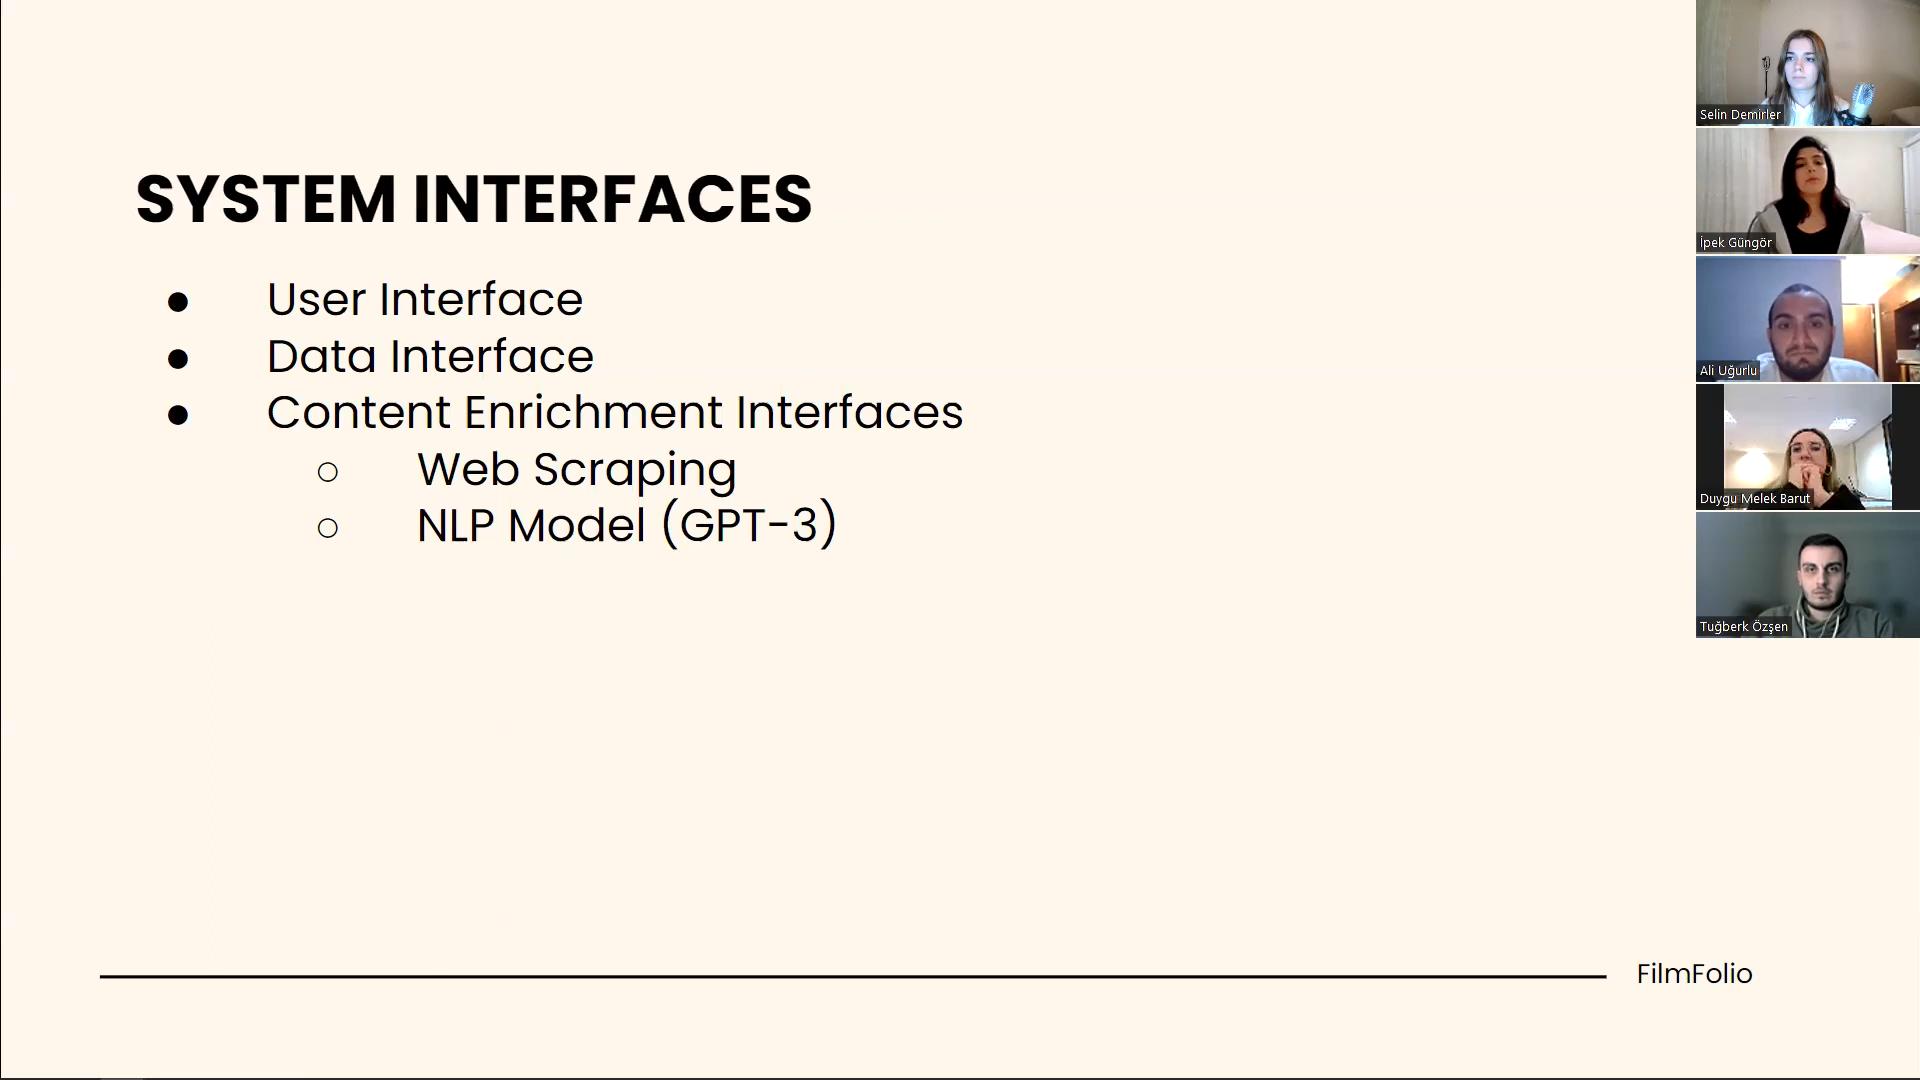 SYSTEM INTERFACES
● User Interface
● Data Interface
● Content Enrichment Interfaces
○ Web Scraping
○ NLP Model (GPT-3)
FilmFolio
Selin Demirler
İpek Güngör
Ali Uğurlu
Duygu Melek Barut
Tuğberk Özşen